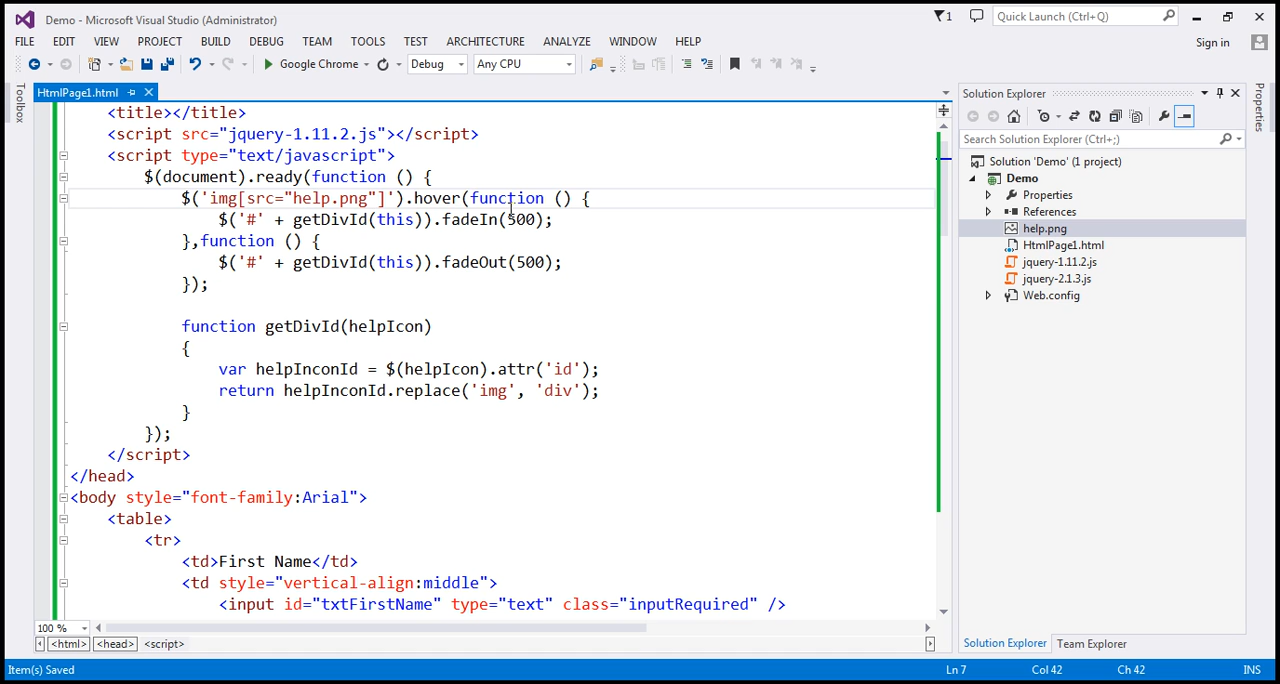 Demo - Microsoft Visual Studio (Administrator)
1
Quick Launch (Ctrl+Q)
FILE EDIT VIEW PROJECT BUILD DEBUG TEAM TOOLS TEST ARCHITECTURE ANALYZE WINDOW HELP
Sign in
Google Chrome
Debug
Any CPU
Toolbox
HtmlPage1.html
<title></title>
<script src="jquery-1.11.2.js"></script>
<script type="text/javascript">
$(document).ready(function () {
$('img[src="help.png"]').hover(function () {
$('#' + getDivId(this)).fadeIn(500);
},function () {
$('#' + getDivId(this)).fadeOut(500);
});
function getDivId(helpIcon)
{
var helpInconId = $(helpIcon).attr('id');
return helpInconId.replace('img', 'div');
}
});
</script>
</head>
<body style="font-family:Arial">
<table>
<tr>
<td>First Name</td>
<td style="vertical-align:middle">
<input id="txtFirstName" type="text" class="inputRequired" />
100 %
<html> <head> <script>
Solution Explorer
Search Solution Explorer (Ctrl+;)
Solution 'Demo' (1 project)
Demo
Properties
References
help.png
HtmlPage1.html
jquery-1.11.2.js
jquery-2.1.3.js
Web.config
Solution Explorer Team Explorer
Properties
Item(s) Saved
Ln 7
Col 42
Ch 42
INS